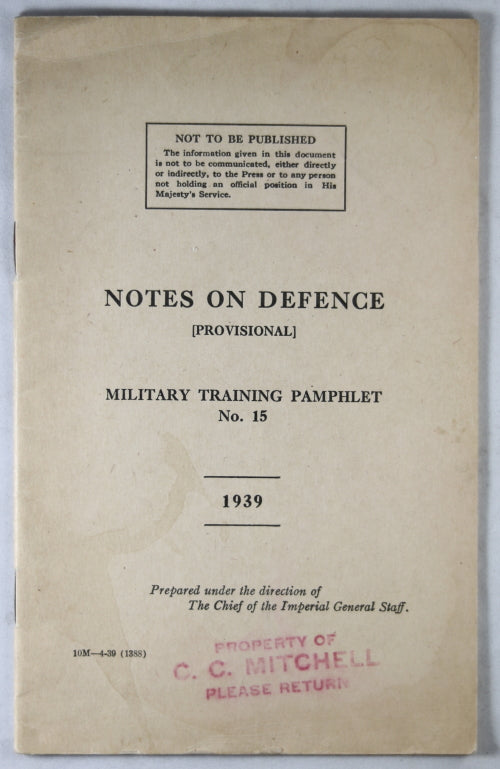 NOT TO BE PUBLISHED
The information given in this document
is not to be communicated, either directly
or indirectly, to the Press or to any person
not holding an official position in His
Majesty's Service.
NOTES ON DEFENCE
[PROVISIONAL]
MILITARY TRAINING PAMPHLET
No. 15
1939
Prepared under the direction of
The Chief of the Imperial General Staff.
10M—4-39 (1388)
PROPERTY OF
C. C. MITCHELL
PLEASE RETURN